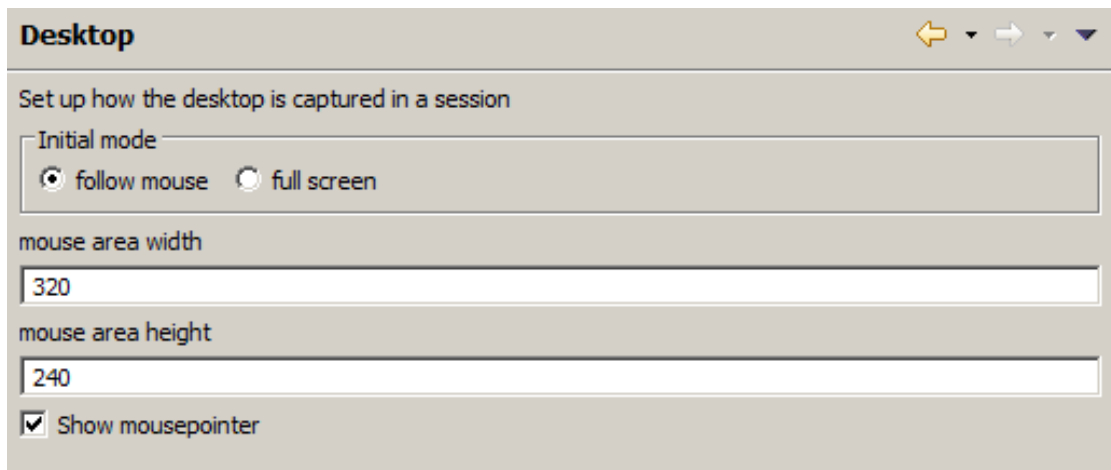 Desktop
Set up how the desktop is captured in a session
Initial mode
follow mouse full screen
mouse area width
320
mouse area height
240
Show mousepointer